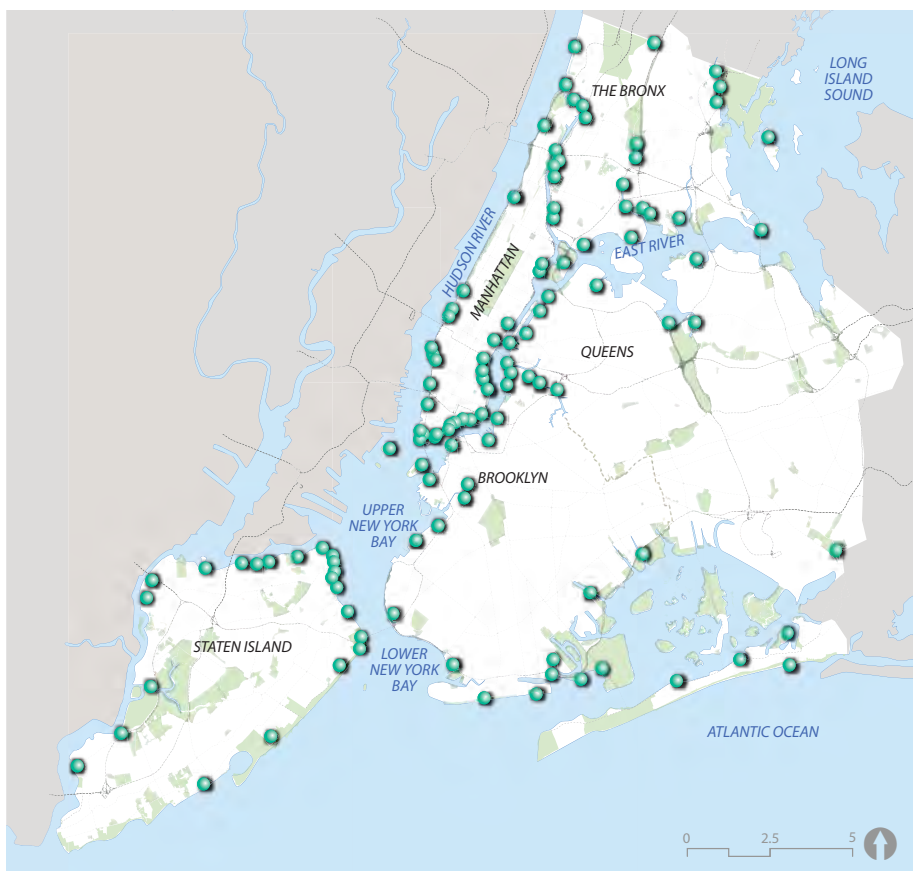 LONG
ISLAND
SOUND
THE BRONX
HUDSON RIVER
MANHATTAN
EAST RIVER
QUEENS
BROOKLYN
UPPER
NEW YORK
BAY
STATEN ISLAND
LOWER
NEW YORK
BAY
ATLANTIC OCEAN
0 2.5 5